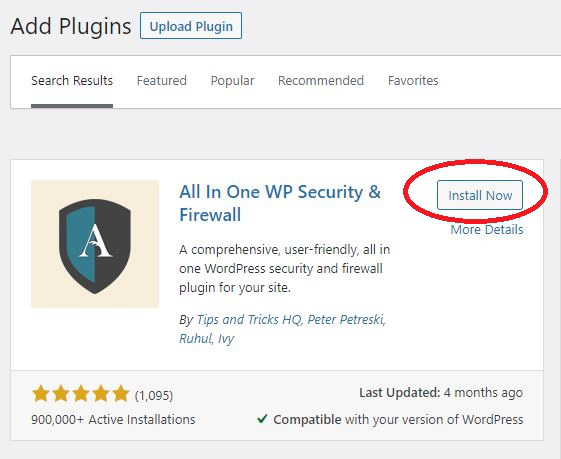 Add Plugins Upload Plugin
Search Results Featured Popular Recommended Favorites
All In One WP Security &
Firewall
Install Now
More Details
A comprehensive, user-friendly, all in
one WordPress security and firewall
plugin for your site.
By Tips and Tricks HQ, Peter Petreski,
Ruhul, Ivy
A
(1,095)
Last Updated: 4 months ago
900,000+ Active Installations
Compatible with your version of WordPress